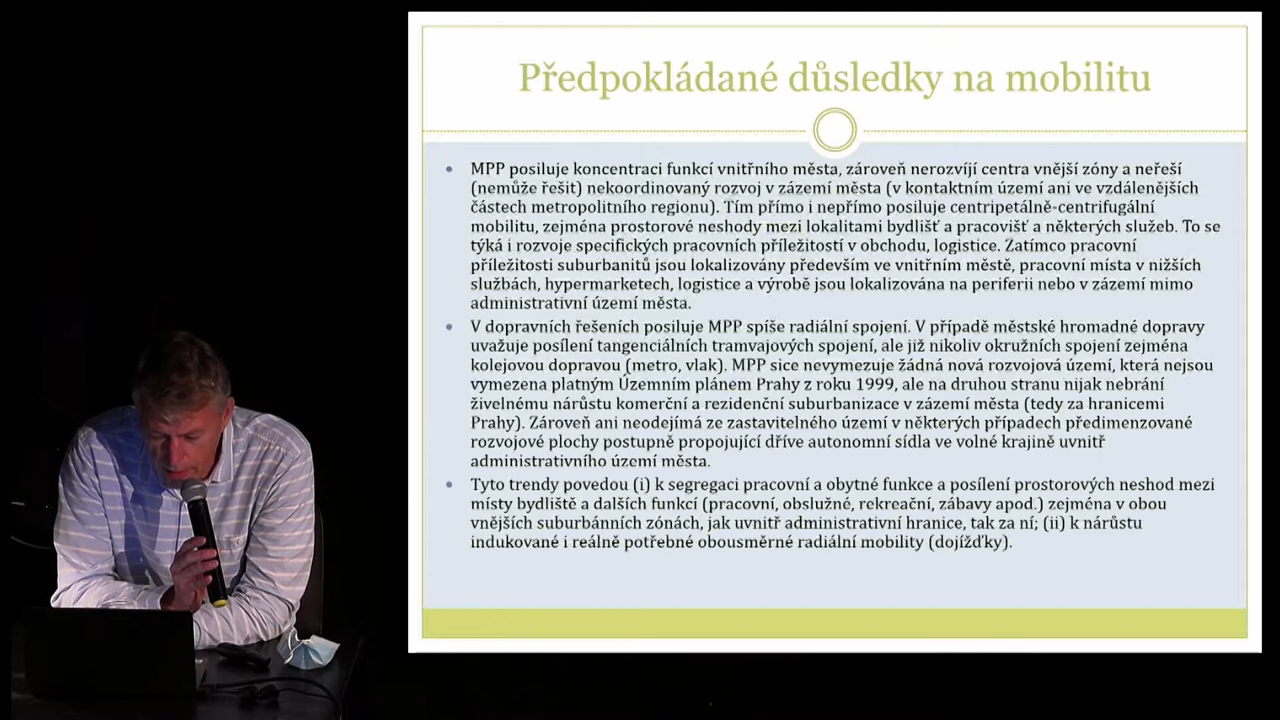 Předpokládané důsledky na mobilitu
MPP posiluje koncentraci funkcí vnitřního města, zároveň nerozvíjí centra vnější zóny a neřeší
(nemůže řešit) nekoordinovaný rozvoj v zázemí města (v kontaktním území ani ve vzdálenějších
částech metropolitního regionu). Tím přímo i nepřímo posiluje centripetálně-centrifugální
mobilitu, zejména prostorové neshody mezi lokalitami bydlišť a pracovišť a některých služeb. To se
týká i rozvoje specifických pracovních příležitostí v obchodu, logistice. Zatímco pracovní
příležitosti suburbanitů jsou lokalizovány především ve vnitřním městě, pracovní místa v nižších
službách, hypermarketech, logistice a výrobě jsou lokalizována na periferii nebo v zázemí mimo
administrativní území města.
V dopravních řešeních posiluje MPP spíše radiální spojení. V případě městské hromadné dopravy
uvažuje posílení tangenciálních tramvajových spojení, ale již nikoliv okružních spojení zejména
kolejovou dopravou (metro, vlak). MPP sice nevymezuje žádná nová rozvojová území, která nejsou
vymezena platným Územním plánem Prahy z roku 1999, ale na druhou stranu nijak nebrání
živelnému nárůstu komerční a rezidenční suburbanizace v zázemí města (tedy za hranicemi
Prahy). Zároveň ani neodejímá ze zastavitelného území v některých případech předimenzované
rozvojové plochy postupně propojující dříve autonomní sídla ve volné krajině uvnitř
administrativního území města.
Tyto trendy povedou (i) k segregaci pracovní a obytné funkce a posílení prostorových neshod mezi
místy bydliště a dalších funkcí (pracovní, obslužné, rekreační, zábavy apod.) zejména v obou
vnějších suburbánních zónách, jak uvnitř administrativní hranice, tak za ní; (ii) k nárůstu
indukované i reálně potřebné obousměrné radiální mobility (dojížďky).